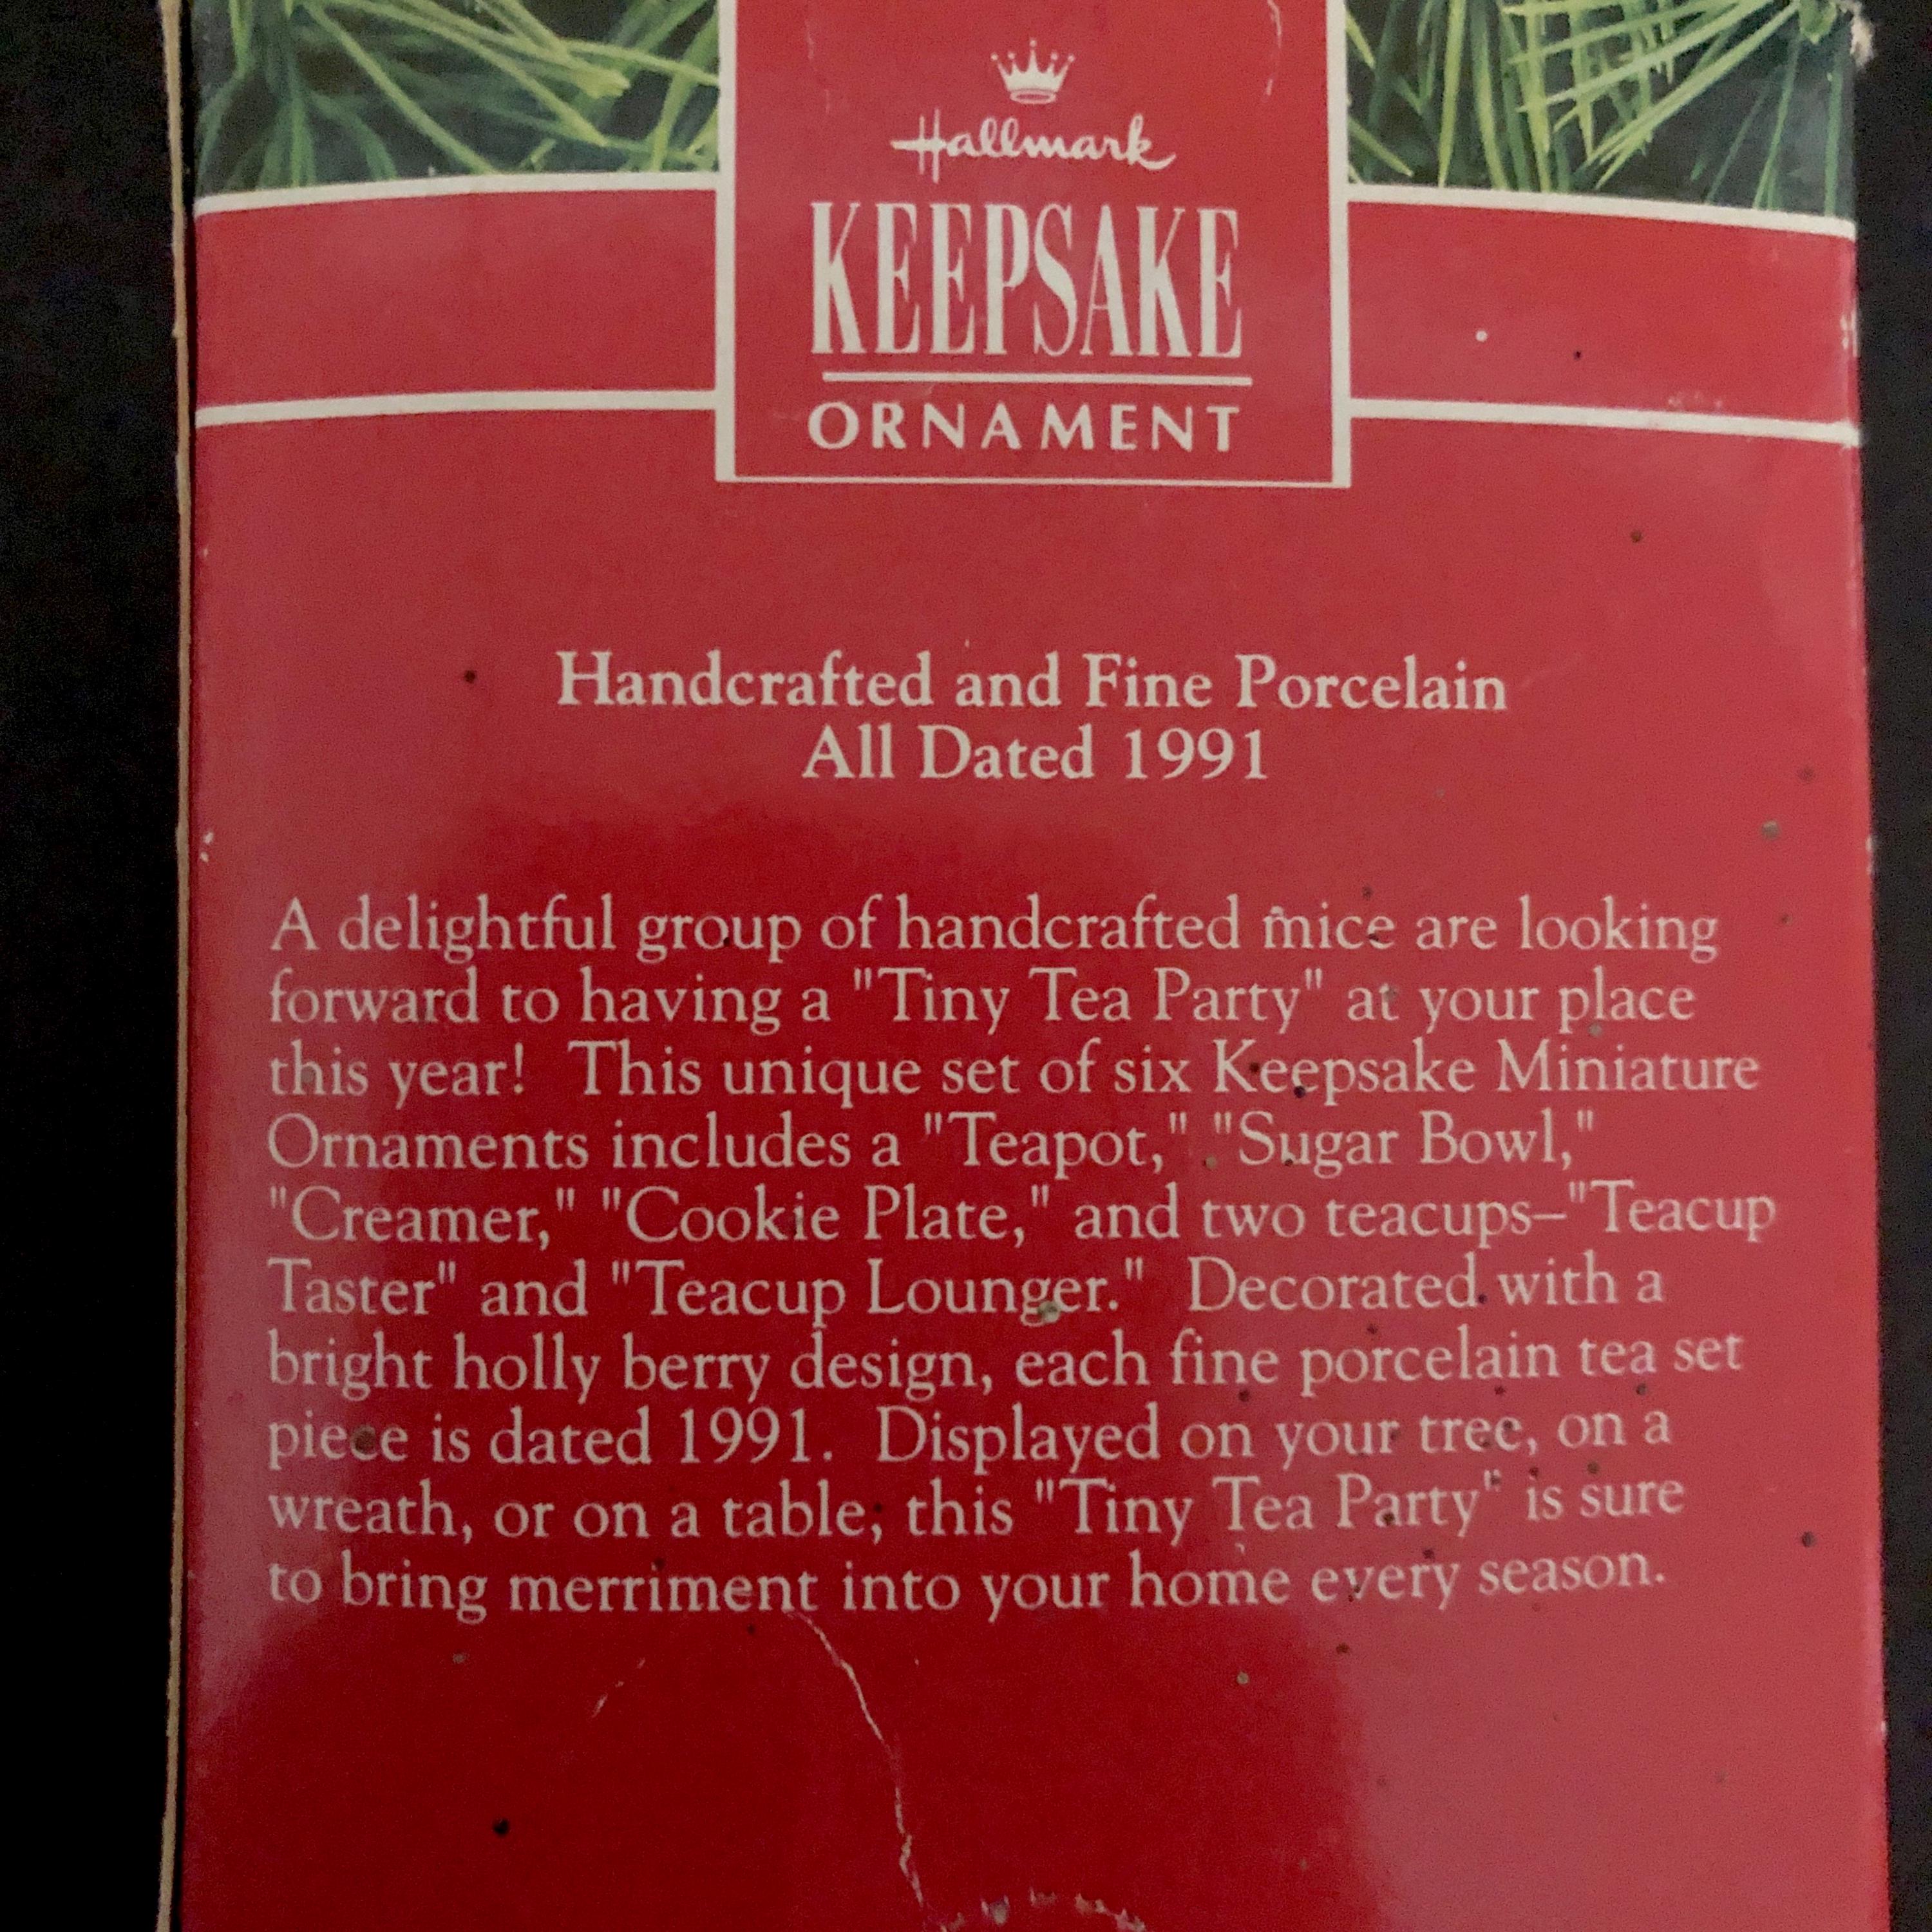 Hallmark
KEEPSAKE
ORNAMENT
Handcrafted and Fine Porcelain
All Dated 1991
A delightful group of handcrafted mice are looking
forward to having a "Tiny Tea Party" at your place
this year! This unique set of six Keepsake Miniature
Ornaments includes a "Teapot," "Sugar Bowl,"
"Creamer," "Cookie Plate," and two teacups–"Teacup
Taster" and "Teacup Lounger." Decorated with a
bright holly berry design, each fine porcelain tea set
piece is dated 1991. Displayed on your tree, on a
wreath, or on a table, this "Tiny Tea Party" is sure
to bring merriment into your home every season.